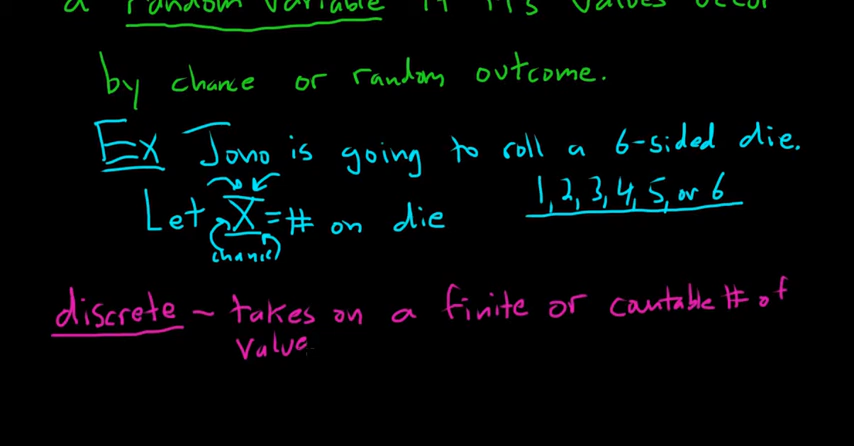 a random variable if it's values occur
by chance or random outcome.
Ex Jono is going to roll a 6-sided die.
1, 2, 3, 4, 5, or 6
Let X = # on die
chance
discrete ~ takes on a finite or countable # of
value